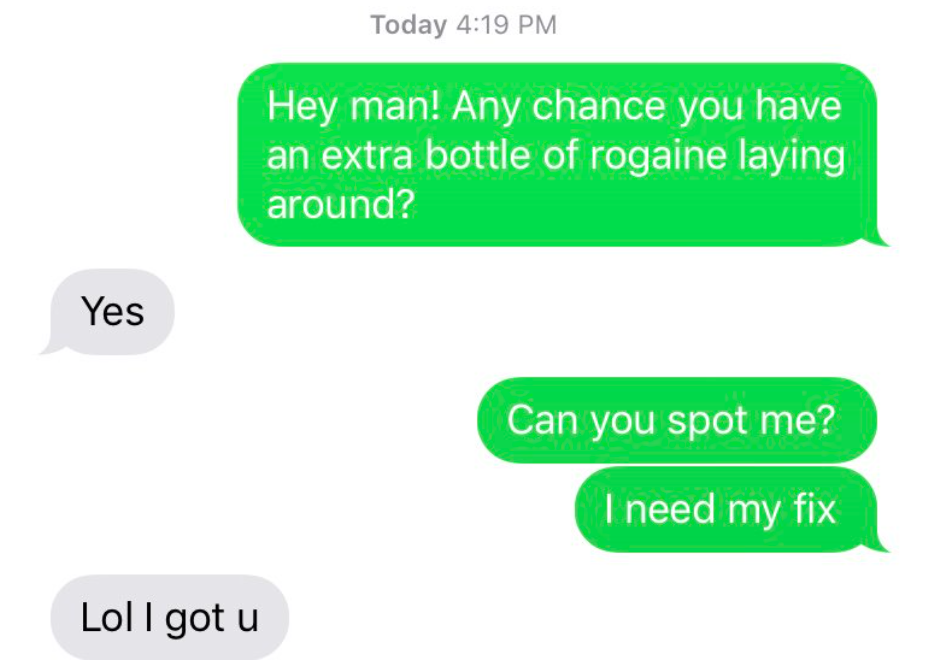 Today 4:19 PM
Hey man! Any chance you have
an extra bottle of rogaine laying
around?
Yes
Can you spot me?
I need my fix
Lol I got u